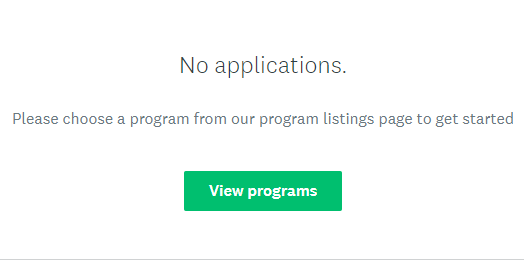 No applications.
Please choose a program from our program listings page to get started
View programs